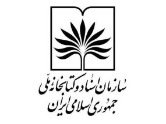 سازمان اسناد و کتابخانه ملی
جمهوری اسلامی ایران